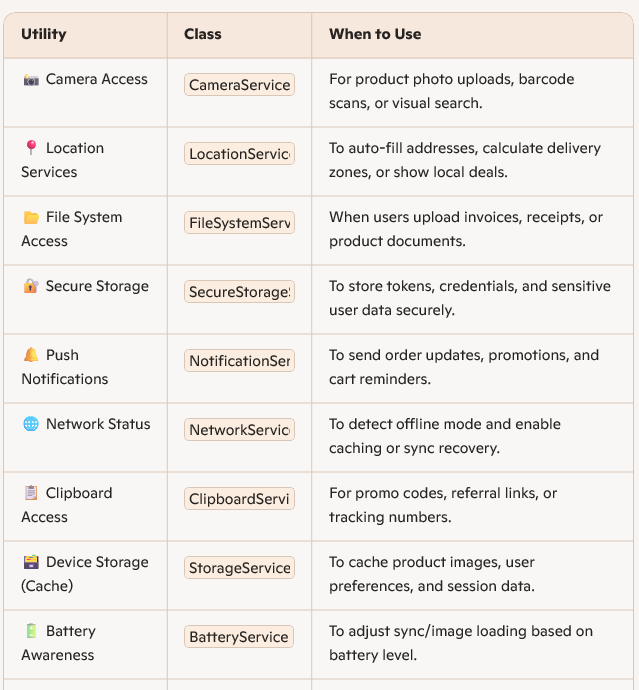 Utility Class When to Use
Camera Access CameraService For product photo uploads, barcode
scans, or visual search.
Location LocationServic To auto-fill addresses, calculate delivery
Services zones, or show local deals.
File System FileSystemServ When users upload invoices, receipts, or
Access product documents.
Secure Storage SecureStorage To store tokens, credentials, and sensitive
user data securely.
Push NotificationSer To send order updates, promotions, and
Notifications cart reminders.
Network Status NetworkServic To detect offline mode and enable
caching or sync recovery.
Clipboard ClipboardServi For promo codes, referral links, or
Access tracking numbers.
Device Storage StorageService To cache product images, user
(Cache) preferences, and session data.
Battery BatteryService To adjust sync/image loading based on
Awareness battery level.